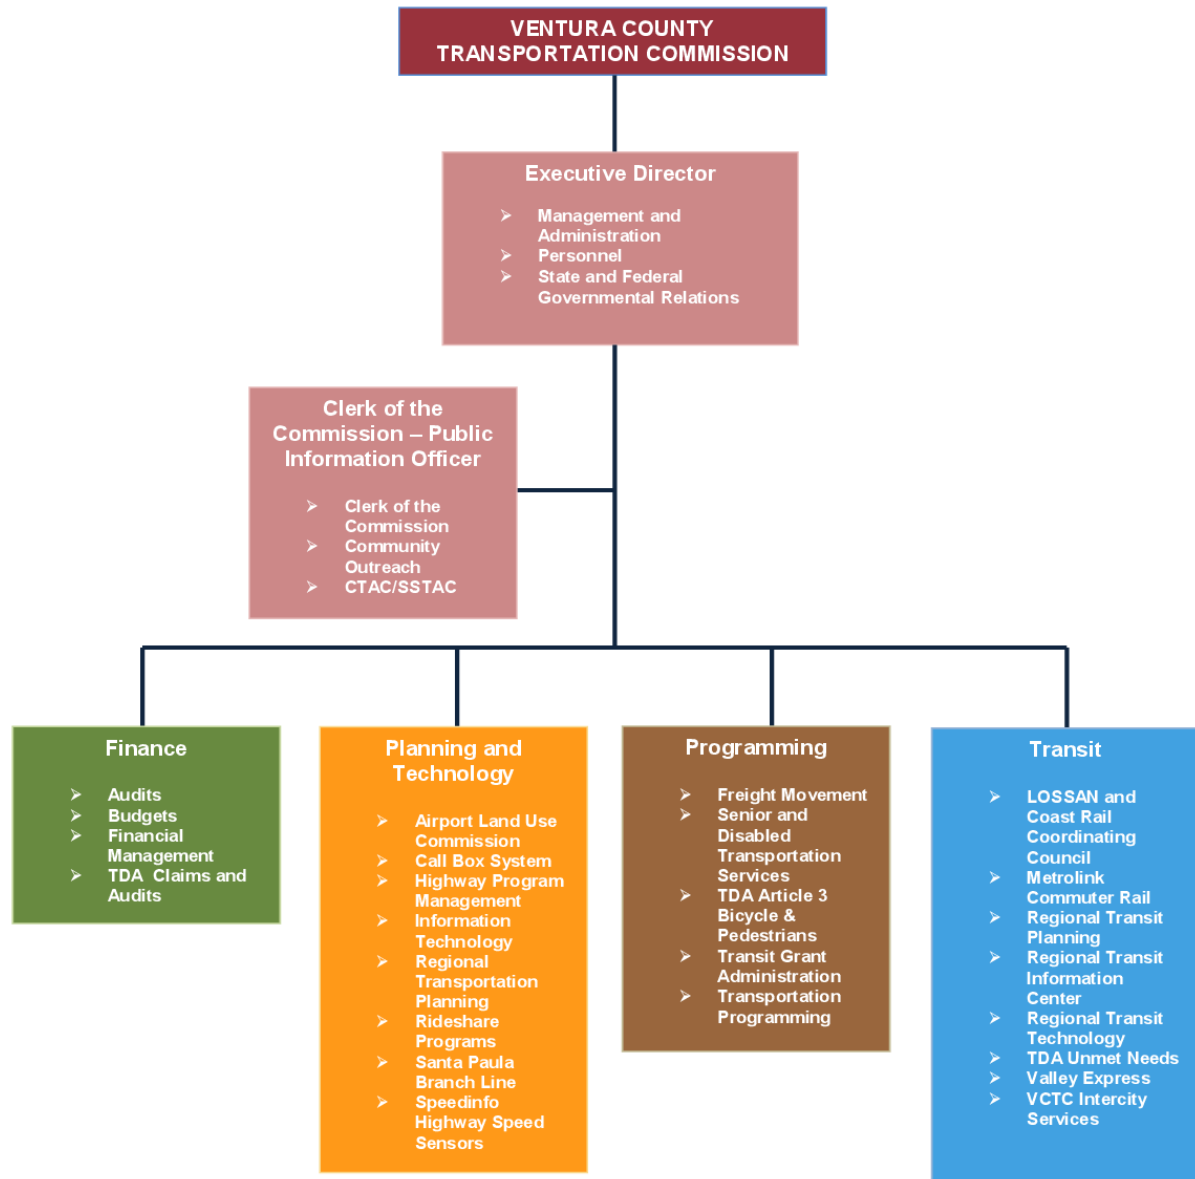 VENTURA COUNTY
TRANSPORTATION COMMISSION
Executive Director
➢ Management and
Administration
➢ Personnel
➢ State and Federal
Governmental Relations
Clerk of the
Commission – Public
Information Officer
➢ Clerk of the
Commission
➢ Community
Outreach
➢ CTAC/SSTAC
Finance
➢ Audits
➢ Budgets
➢ Financial
Management
➢ TDA Claims and
Audits
Planning and
Technology
➢ Airport Land Use
Commission
➢ Call Box System
➢ Highway Program
Management
➢ Information
Technology
➢ Regional
Transportation
Planning
➢ Rideshare
Programs
➢ Santa Paula
Branch Line
➢ Speedinfo
Highway Speed
Sensors
Programming
➢ Freight Movement
➢ Senior and
Disabled
Transportation
Services
➢ TDA Article 3
Bicycle &
Pedestrians
➢ Transit Grant
Administration
➢ Transportation
Programming
Transit
➢ LOSSAN and
Coast Rail
Coordinating
Council
➢ Metrolink
Commuter Rail
➢ Regional Transit
Planning
➢ Regional Transit
Information
Center
➢ Regional Transit
Technology
➢ TDA Unmet Needs
➢ Valley Express
➢ VCTC Intercity
Services